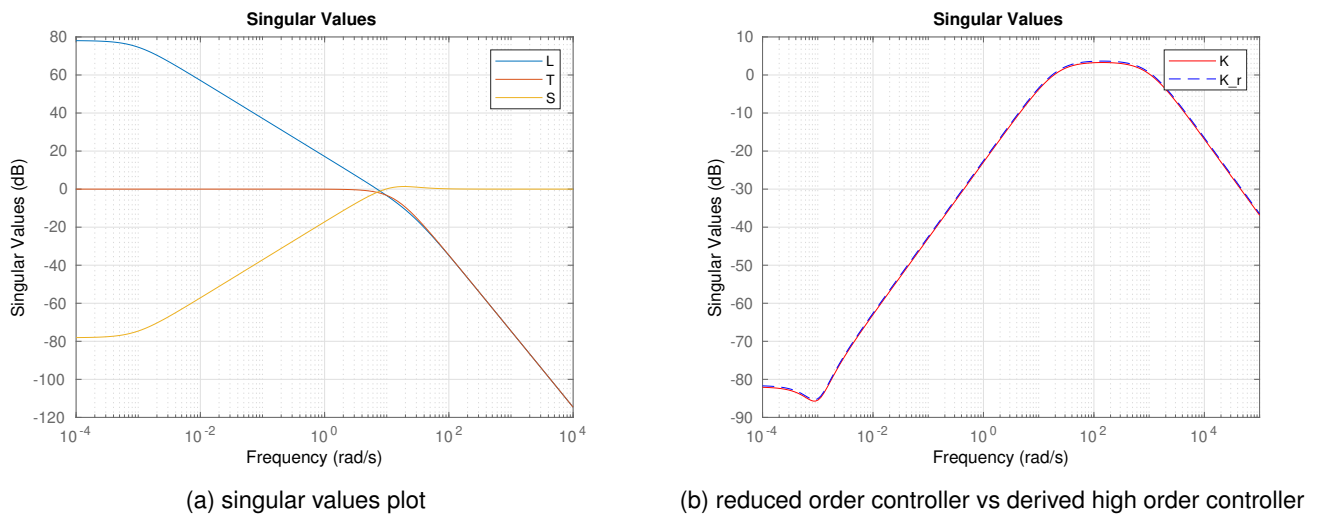 Singular Values
80
60
40
20
0
-20
-40
-60
-80
-100
-120
Singular Values (dB)
L
T
S
10^-4
10^-2
10^0
10^2
10^4
Frequency (rad/s)
(a) singular values plot
Singular Values
10
0
-10
-20
-30
-40
-50
-60
-70
-80
-90
Singular Values (dB)
K
K_r
10^-4
10^-2
10^0
10^2
10^4
Frequency (rad/s)
(b) reduced order controller vs derived high order controller